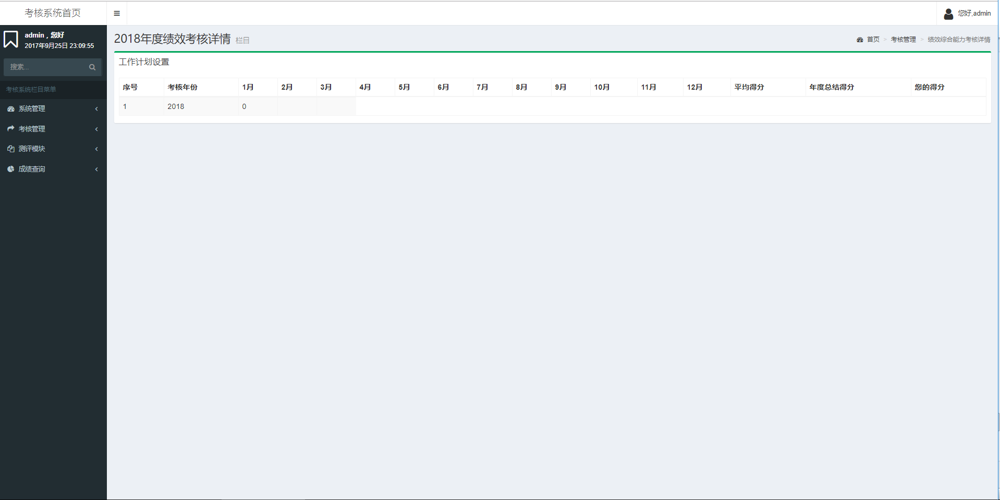 考核系统首页
您好,admin
admin，您好
2017年9月25日 23:09:55
搜索...
考核系统栏目菜单
系统管理
考核管理
测评模块
成绩查询
2018年度绩效考核详情 栏目
首页 > 考核管理 > 绩效综合能力考核详情
工作计划设置
序号 考核年份 1月 2月 3月 4月 5月 6月 7月 8月 9月 10月 11月 12月 平均得分 年度总结得分 您的得分
1 2018 0